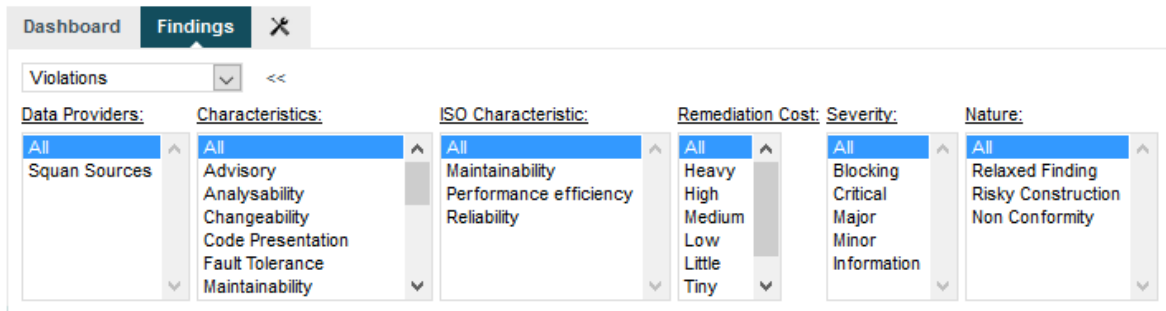 Dashboard Findings
Violations <<
Data Providers: Characteristics: ISO Characteristic: Remediation Cost: Severity: Nature:
All All All All All All
Squan Sources Advisory Maintainability Heavy Blocking Relaxed Finding
Analysability Performance efficiency High Critical Risky Construction
Changeability Reliability Medium Major Non Conformity
Code Presentation Low Minor
Fault Tolerance Little Information
Maintainability Tiny